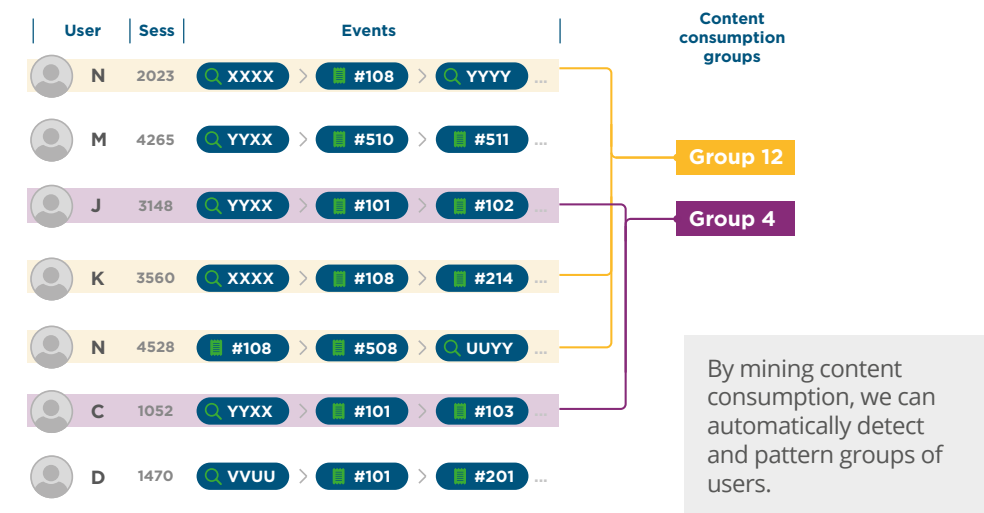 User Sess Events Content
consumption
groups
N 2023 XXXX > #108 > YYYY ...
M 4265 YYXX > #510 > #511 ...
Group 12
J 3148 YYXX > #101 > #102 ...
Group 4
K 3560 XXXX > #108 > #214 ...
N 4528 #108 > #508 > UUYY ...
C 1052 YYXX > #101 > #103 ...
D 1470 VVUU > #101 > #201 ...
By mining content
consumption, we can
automatically detect
and pattern groups of
users.